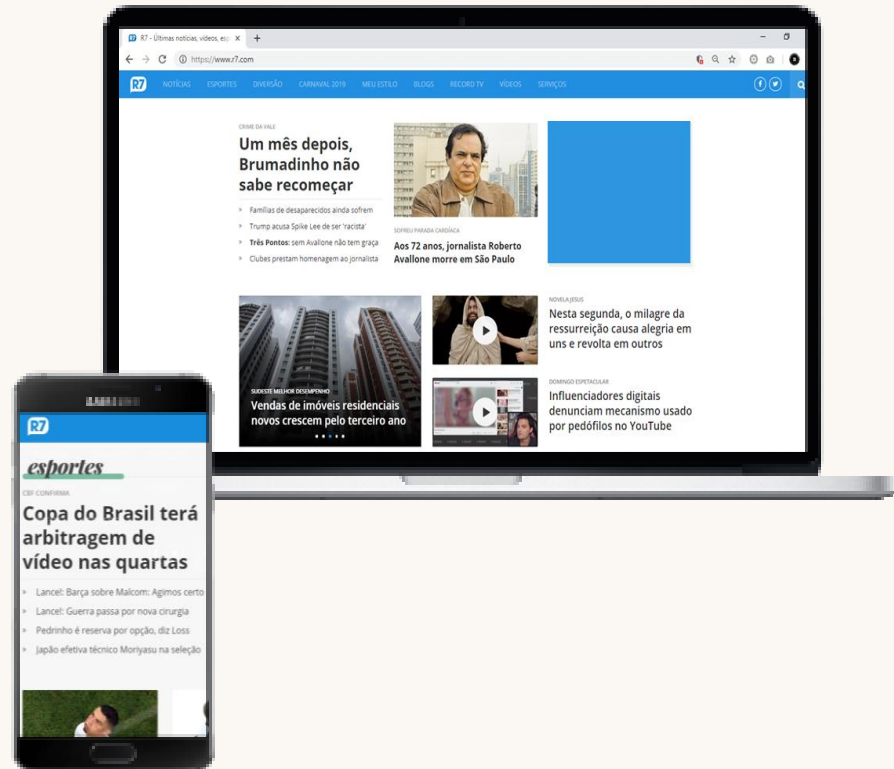 R7 - Últimas notícias, vídeos, esp
https://www.r7.com
R7
NOTÍCIAS ESPORTES DIVERSÃO CARNAVAL 2019 MEU ESTILO BLOGS RECORD TV VÍDEOS SERVIÇOS
CRIME DA VALE
Um mês depois,
Brumadinho não
sabe recomeçar
Famílias de desaparecidos ainda sofrem
Trump acusa Spike Lee de ser 'racista'
Três Pontos: sem Avallone não tem graça
Clubes prestam homenagem ao jornalista
SOFREU PARADA CARDÍACA
Aos 72 anos, jornalista Roberto
Avallone morre em São Paulo
SUDESTE MELHOR DESEMPENHO
Vendas de imóveis residenciais
novos crescem pelo terceiro ano
NOVELA JESUS
Nesta segunda, o milagre da
ressurreição causa alegria em
uns e revolta em outros
DOMINGO ESPETACULAR
Influenciadores digitais
denunciam mecanismo usado
por pedófilos no YouTube
SAMSUNG
R7
esportes
CBF CONFIRMA
Copa do Brasil terá
arbitragem de
vídeo nas quartas
Lancel: Barça sobre Malcom: Agimos certo
Lancel: Guerra passa por nova cirurgia
Pedrinho é reserva por opção, diz Loss
Japão efetiva técnico Moriyasu na seleção